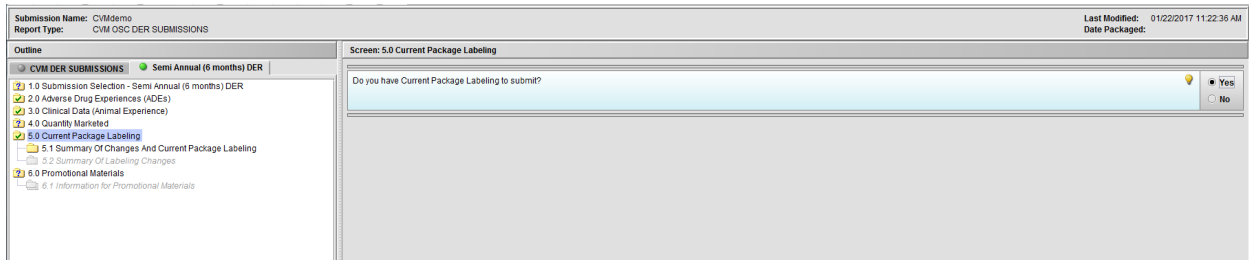 Submission Name: CVMdemo
Report Type: CVM OSC DER SUBMISSIONS
Last Modified: 01/22/2017 11:22:36 AM
Date Packaged:
Outline
CVM DER SUBMISSIONS
Semi Annual (6 months) DER
1.0 Submission Selection - Semi Annual (6 months) DER
2.0 Adverse Drug Experiences (ADEs)
3.0 Clinical Data (Animal Experience)
4.0 Quantity Marketed
5.0 Current Package Labeling
5.1 Summary Of Changes And Current Package Labeling
5.2 Summary Of Labeling Changes
6.0 Promotional Materials
6.1 Information for Promotional Materials
Screen: 5.0 Current Package Labeling
Do you have Current Package Labeling to submit?
Yes
No